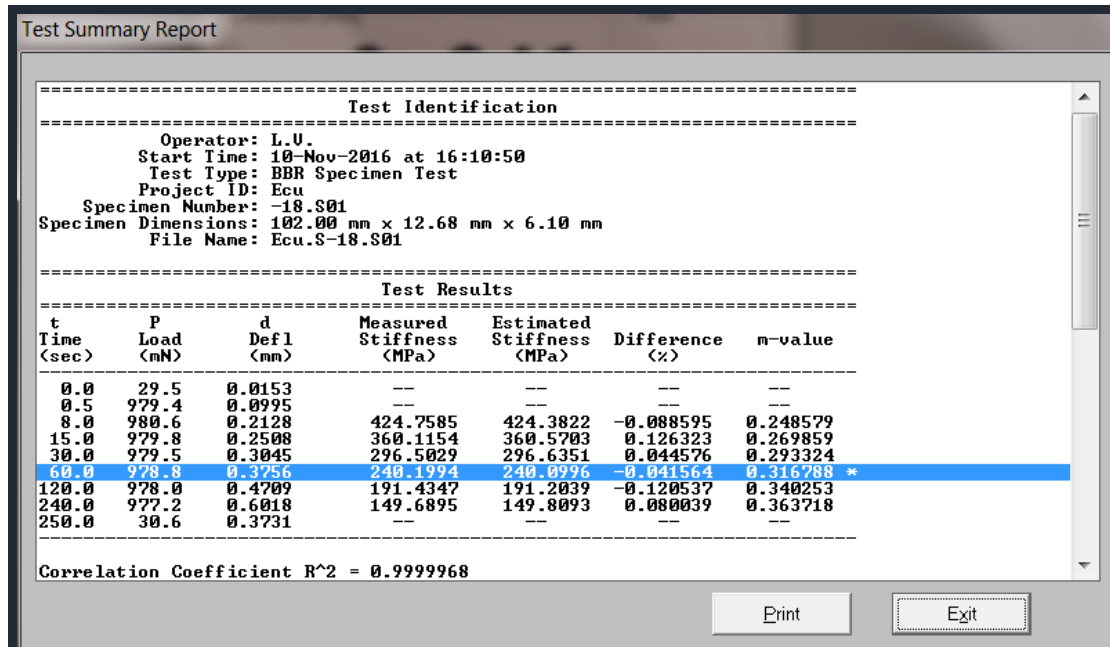 Test Summary Report
================================================================================
Test Identification
================================================================================
Operator: L.V.
Start Time: 10-Nov-2016 at 16:10:50
Test Type: BBR Specimen Test
Project ID: Ecu
Specimen Number: -18.S01
Specimen Dimensions: 102.00 mm x 12.68 mm x 6.10 mm
File Name: Ecu.S-18.S01
================================================================================
Test Results
================================================================================
t P d Measured Estimated
Time Load Defl Stiffness Stiffness Difference m-value
(sec) (mN) (mm) (MPa) (MPa) (%)
--------------------------------------------------------------------------------
0.0 29.5 0.0153 -- -- -- --
0.5 979.4 0.0995 -- -- -- --
8.0 980.6 0.2128 424.7585 424.3822 -0.088595 0.248579
15.0 979.8 0.2508 360.1154 360.5703 0.126323 0.269859
30.0 979.5 0.3045 296.5029 296.6351 0.044576 0.293324
60.0 978.8 0.3756 240.1994 240.0996 -0.041564 0.316788 *
120.0 978.0 0.4709 191.4347 191.2039 -0.120537 0.340253
240.0 977.2 0.6018 149.6895 149.8093 0.080039 0.363718
250.0 30.6 0.3731 -- -- -- --
--------------------------------------------------------------------------------
Correlation Coefficient R^2 = 0.9999968
Print Exit